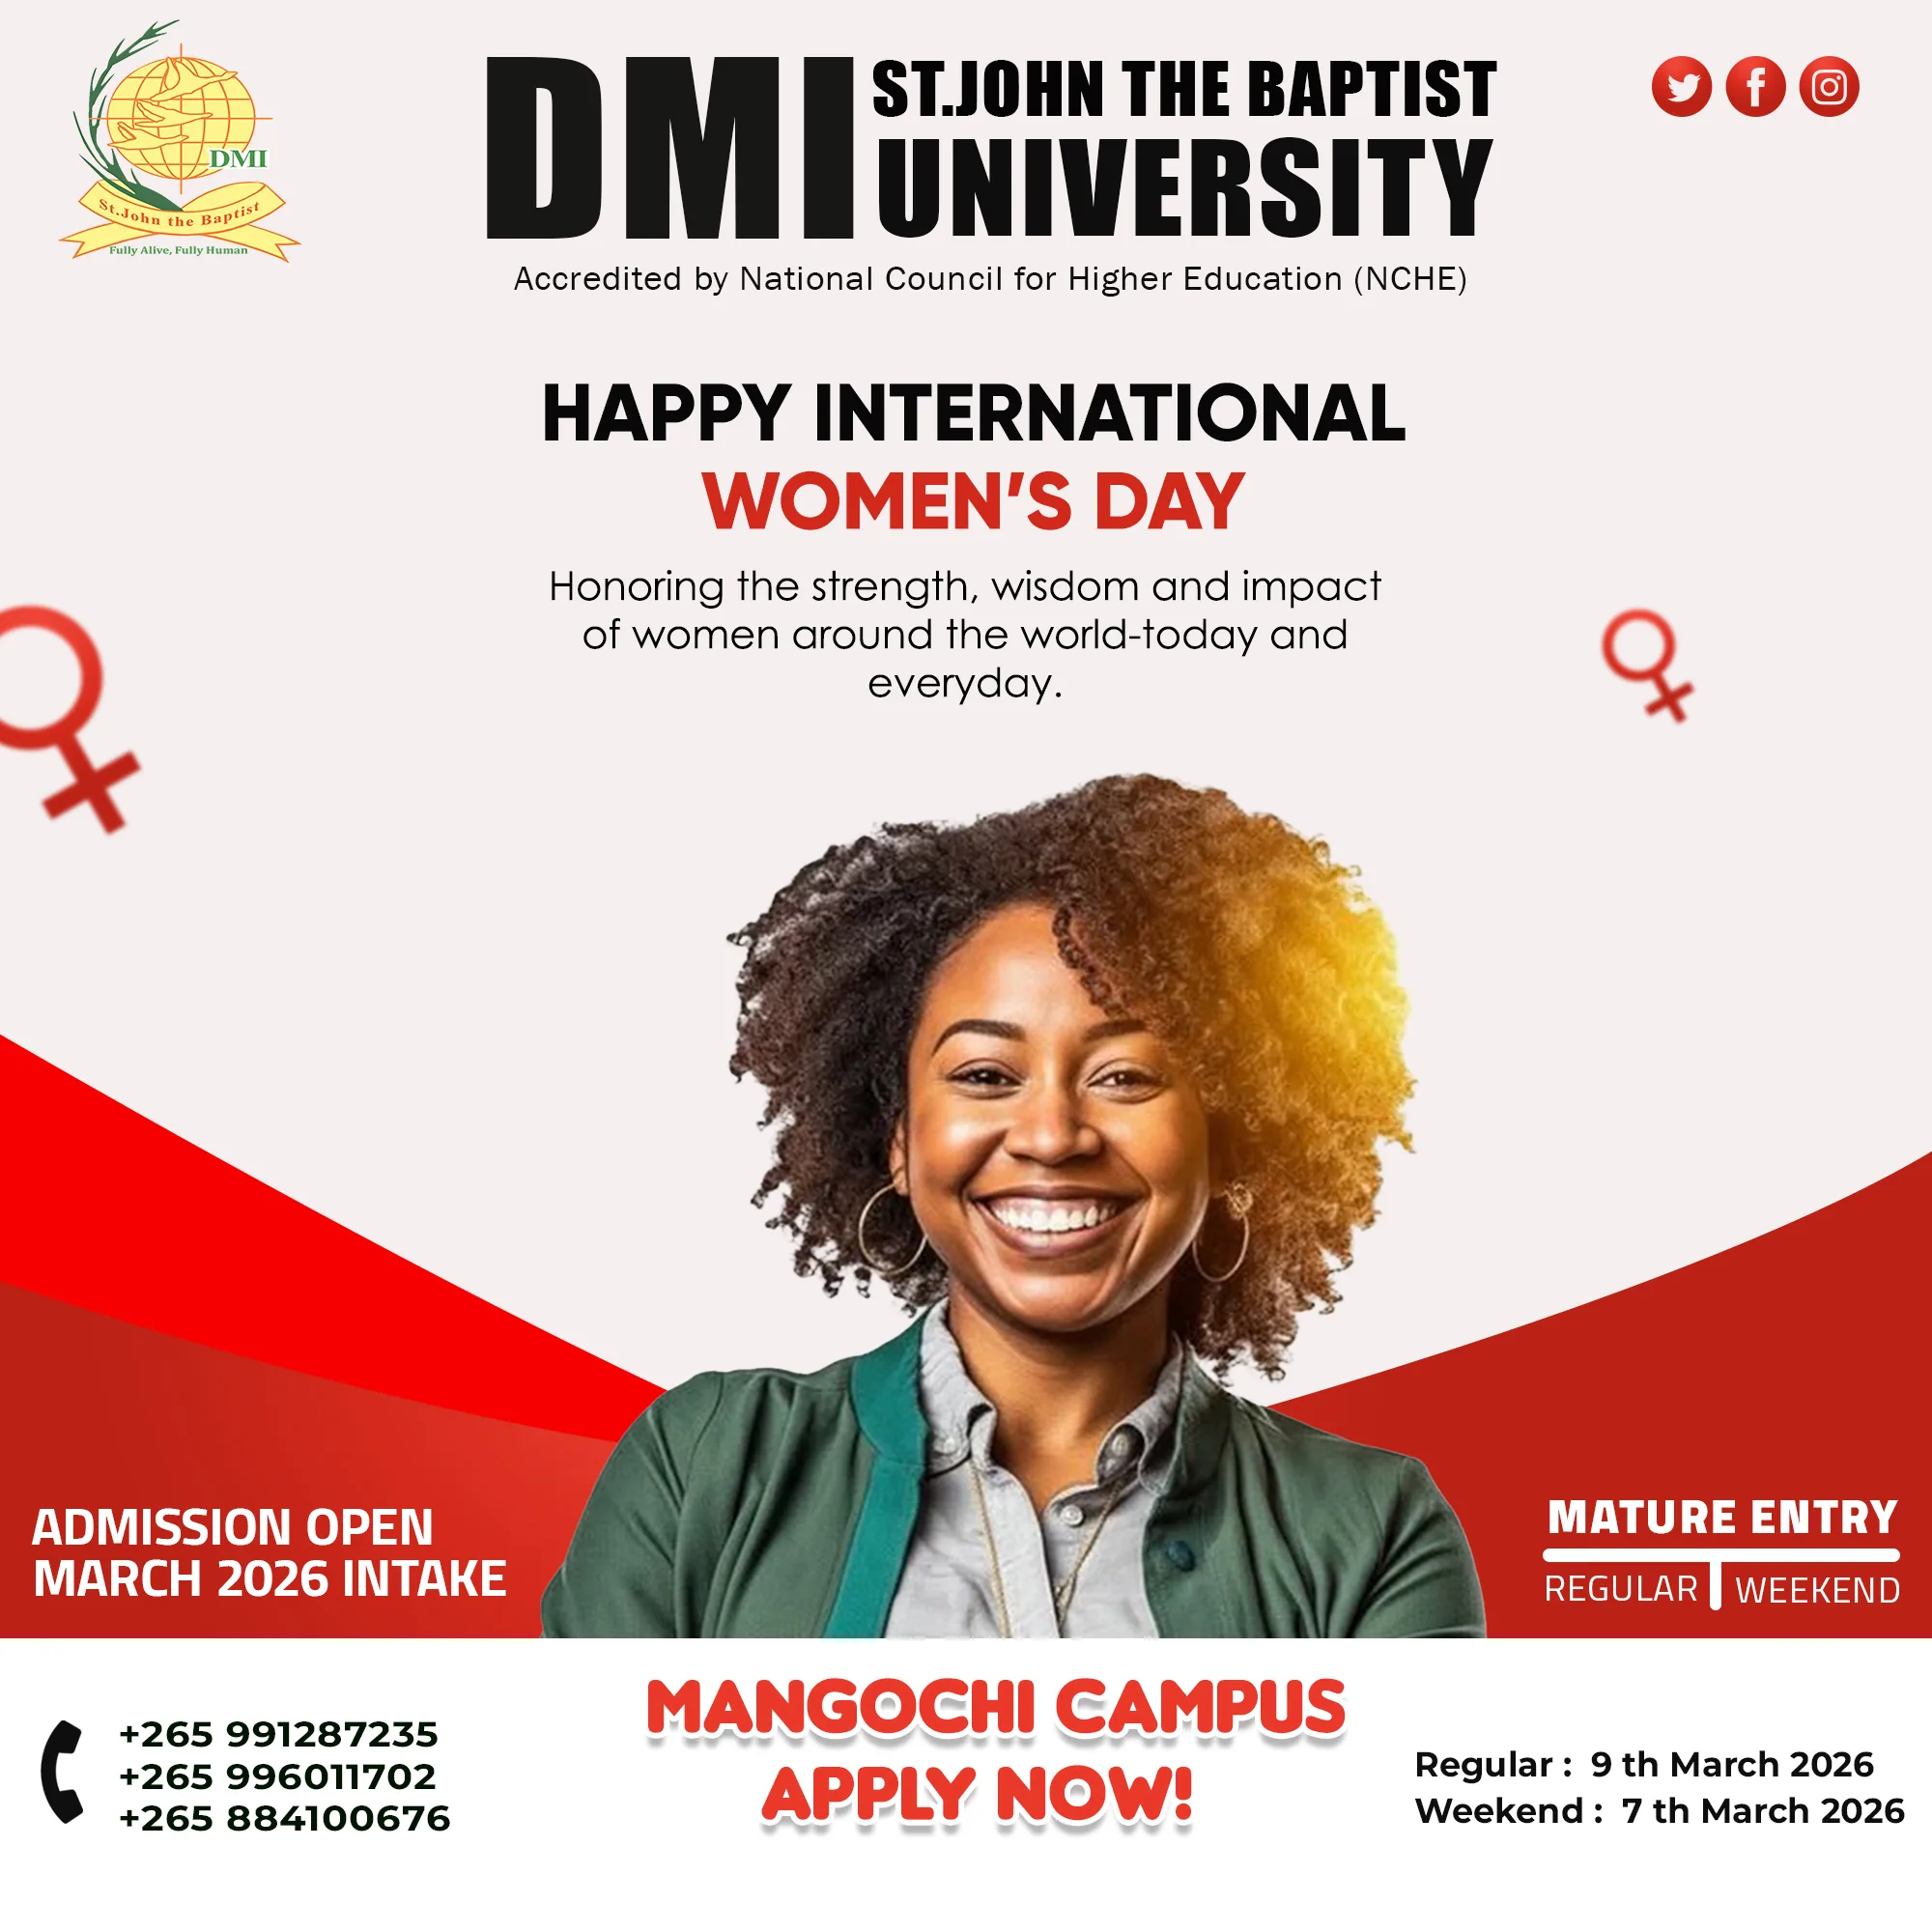 DMI
St.John the Baptist
Fully Alive, Fully Human
DMI ST.JOHN THE BAPTIST
UNIVERSITY
Accredited by National Council for Higher Education (NCHE)
HAPPY INTERNATIONAL
WOMEN'S DAY
Honoring the strength, wisdom and impact
of women around the world-today and
everyday.
ADMISSION OPEN
MARCH 2026 INTAKE
MATURE ENTRY
REGULAR WEEKEND
+265 991287235
+265 996011702
+265 884100676
MANGOCHI CAMPUS
APPLY NOW!
Regular : 9 th March 2026
Weekend : 7 th March 2026